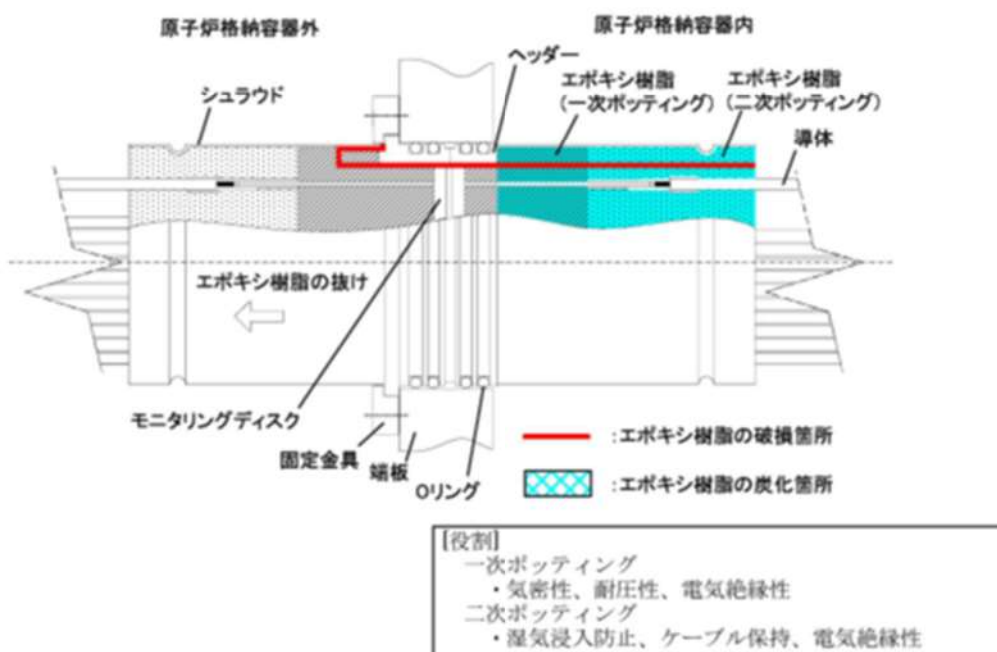 原子炉格納容器外
原子炉格納容器内
ヘッダー
エポキシ樹脂
(一次ポッティング)
エポキシ樹脂
(二次ポッティング)
シュラウド
導体
エポキシ樹脂の抜け
モニタリングディスク
固定金具
端板
Oリング
:エポキシ樹脂の破損箇所
:エポキシ樹脂の炭化箇所
[役割]
一次ポッティング
・気密性、耐圧性、電気絶縁性
二次ポッティング
・湿気浸入防止、ケーブル保持、電気絶縁性